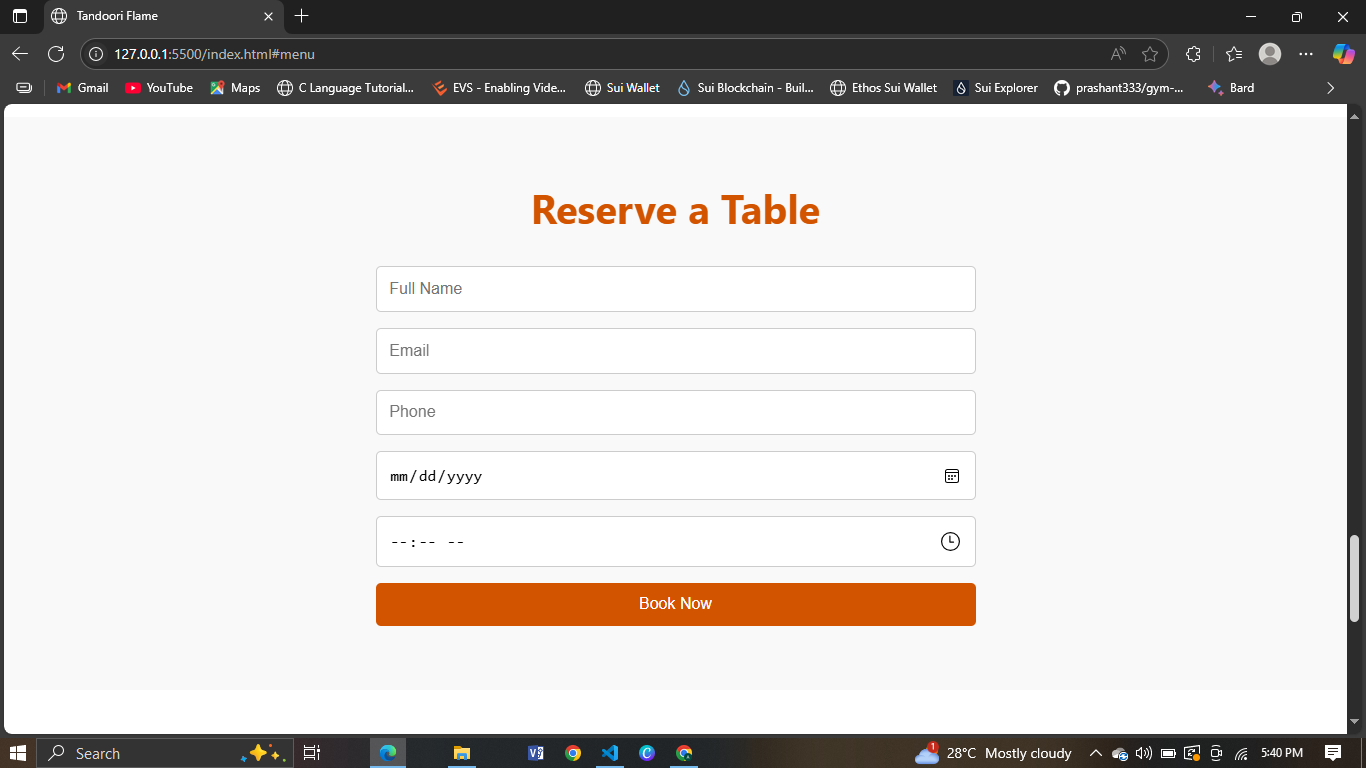 Tandoori Flame
127.0.0.1:5500/index.html#menu
Gmail YouTube Maps C Language Tutorial... EVS - Enabling Vide... Sui Wallet Sui Blockchain - Buil... Ethos Sui Wallet Sui Explorer prashant333/gym-... Bard
Reserve a Table
Full Name
Email
Phone
mm/dd/yyyy
--:-- --
Book Now
Search 1 28°C Mostly cloudy 5:40 PM